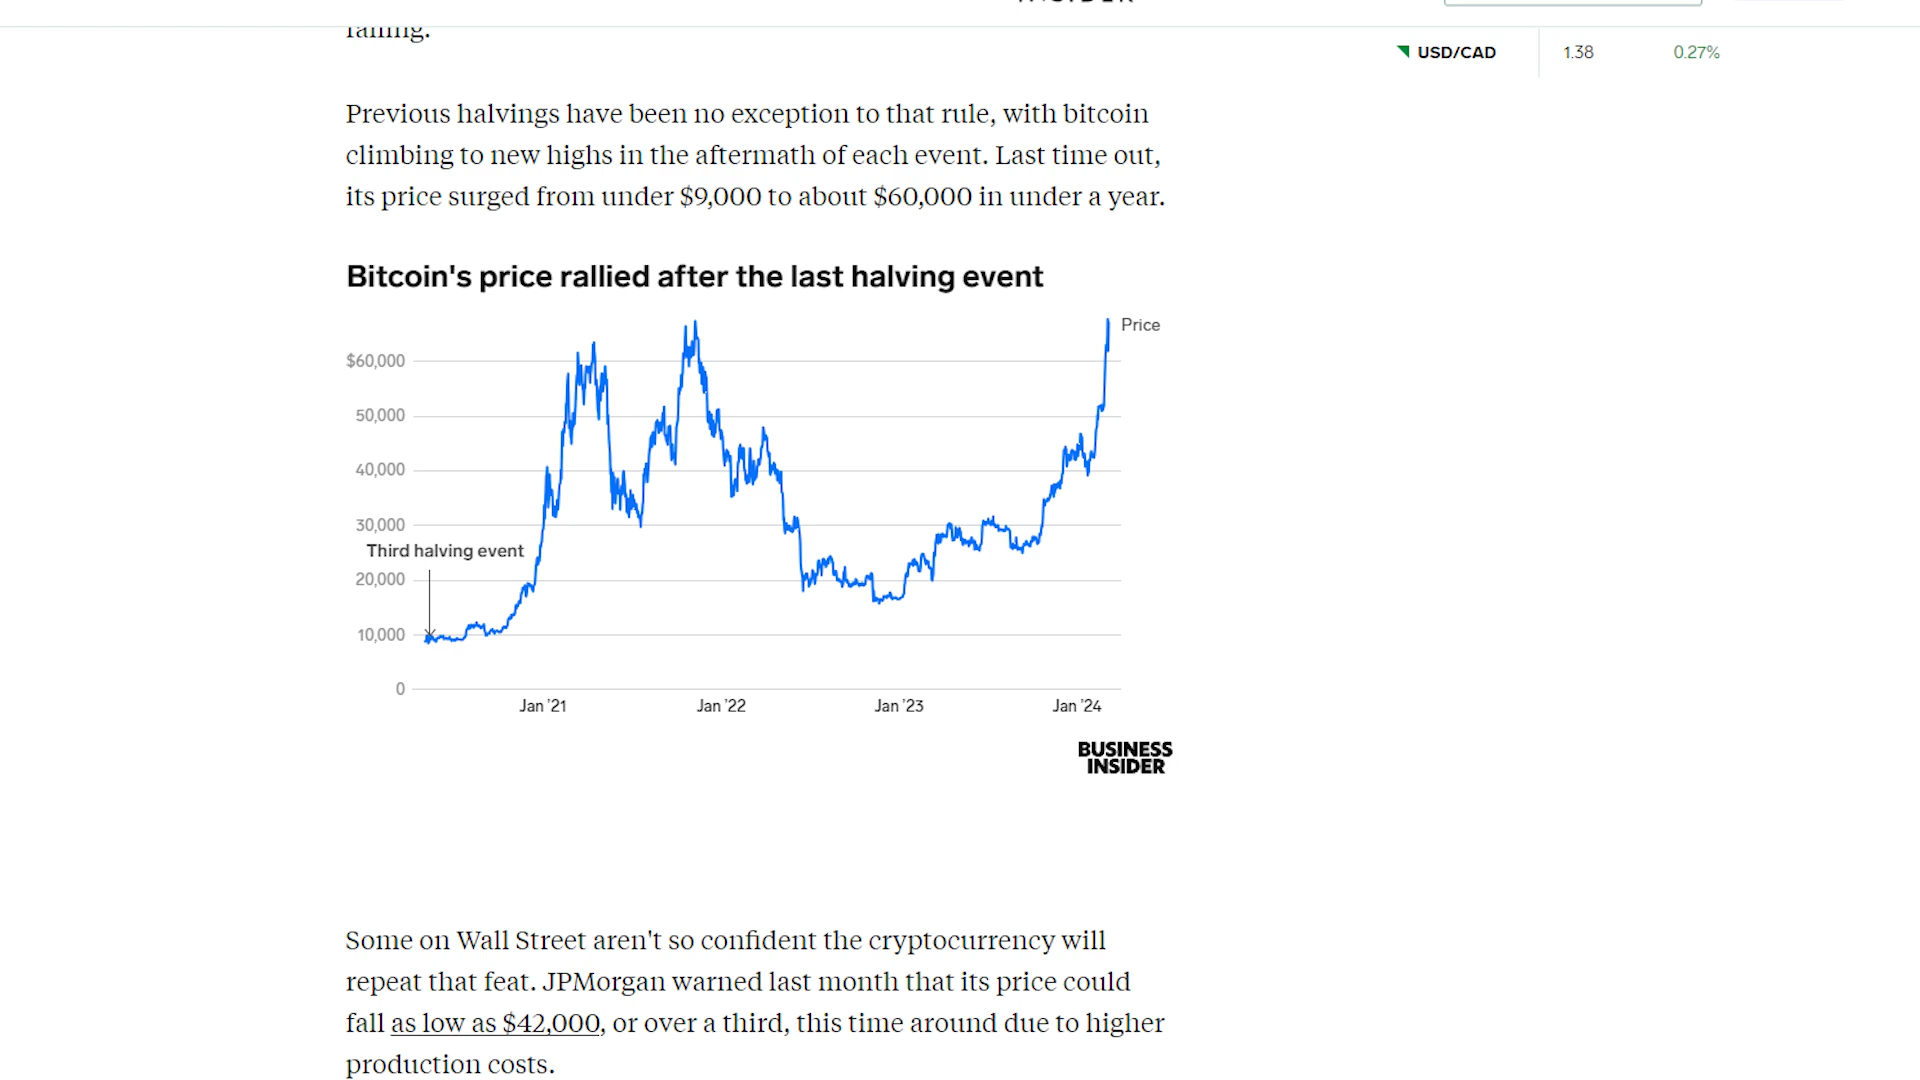 INSIDER
falling.
USD/CAD 1.38 0.27%
Previous halvings have been no exception to that rule, with bitcoin
climbing to new highs in the aftermath of each event. Last time out,
its price surged from under $9,000 to about $60,000 in under a year.
Bitcoin's price rallied after the last halving event
Price
$60,000
50,000
40,000
30,000
Third halving event
20,000
10,000
0
Jan '21 Jan '22 Jan '23 Jan '24
BUSINESS
INSIDER
Some on Wall Street aren't so confident the cryptocurrency will
repeat that feat. JPMorgan warned last month that its price could
fall as low as $42,000, or over a third, this time around due to higher
production costs.